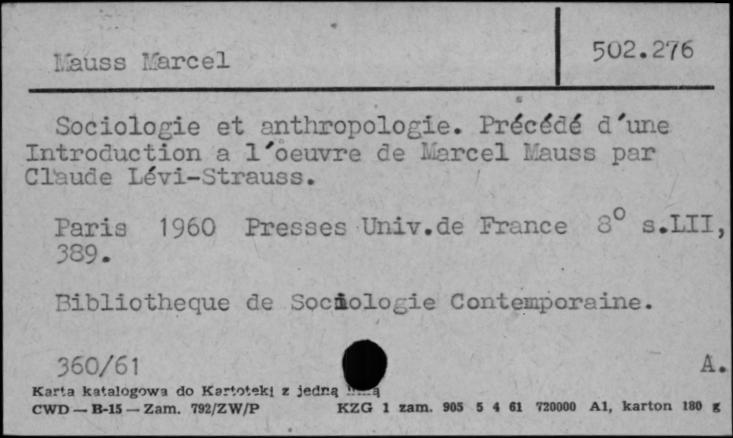 Mauss Marcel
502.276
Sociologie et anthropologie. Précédé d'une
Introduction a l'oeuvre de Marcel Mauss par
Claude Lévi-Strauss.
Paris 1960 Presses Univ.de France 8° s.LII,
389.
Bibliotheque de Sociologie Contemporaine.
360/61
A.
Karta katalogowa do Kartoteki z jedną
CWD — B-15 — Zam. 792/ZW/P KZG 1 zam. 905 5 4 61 720000 A1, karton 180 g